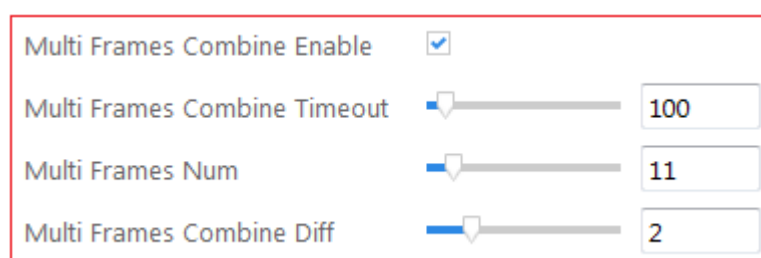 Multi Frames Combine Enable
Multi Frames Combine Timeout 100
Multi Frames Num 11
Multi Frames Combine Diff 2